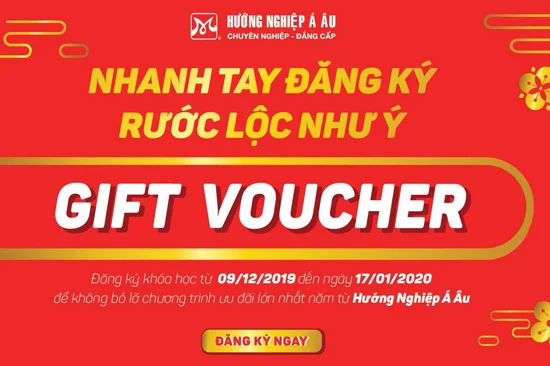 HƯỚNG NGHIỆP Á ÂU
CHUYÊN NGHIỆP - ĐẲNG CẤP
NHANH TAY ĐĂNG KÝ
RƯỚC LỘC NHƯ Ý
GIFT VOUCHER
Đăng ký khóa học từ 09/12/2019 đến ngày 17/01/2020
để không bỏ lỡ chương trình ưu đãi lớn nhất năm từ Hướng Nghiệp Á Âu
ĐĂNG KÝ NGAY